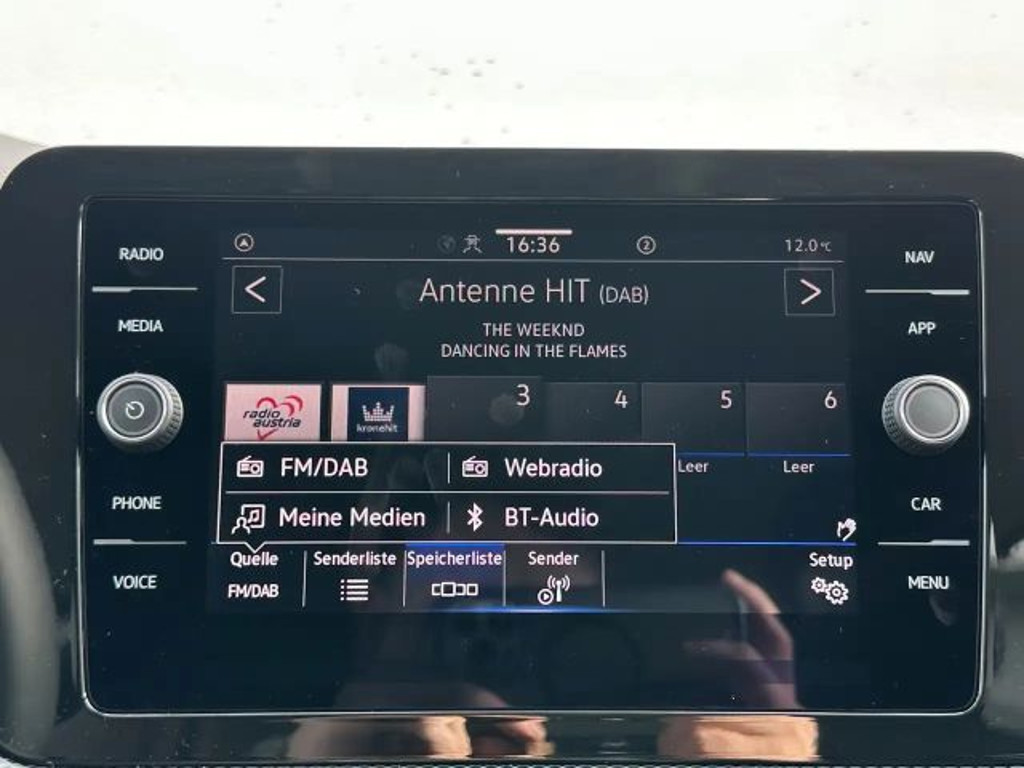 RADIO
MEDIA
PHONE
VOICE
16:36
2
12.0°C
Antenne HIT (DAB)
THE WEEKND
DANCING IN THE FLAMES
radio austria
kronehit
3
4
5
6
Leer
Leer
FM/DAB
Webradio
Meine Medien
BT-Audio
Quelle
FM/DAB
Senderliste
Speicherliste
Sender
Setup
NAV
APP
CAR
MENU